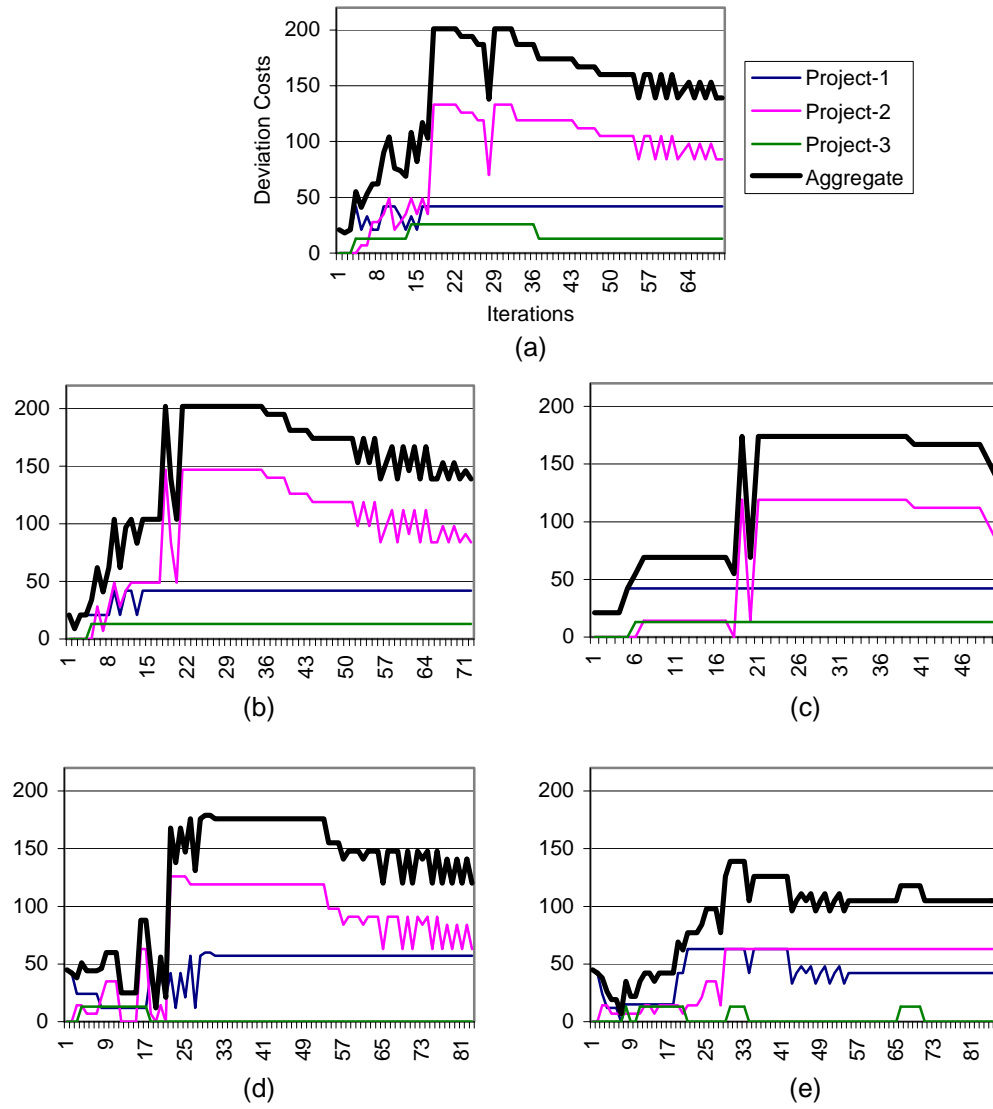 200
150
100
50
0
Deviation Costs
1 8 15 22 29 36 43 50 57 64
Iterations
Project-1
Project-2
Project-3
Aggregate
(a)
200
150
100
50
0
1 8 15 22 29 36 43 50 57 64 71
(b)
200
150
100
50
0
1 6 11 16 21 26 31 36 41 46
(c)
200
150
100
50
0
1 9 17 25 33 41 49 57 65 73 81
(d)
200
150
100
50
0
1 9 17 25 33 41 49 57 65 73 81
(e)